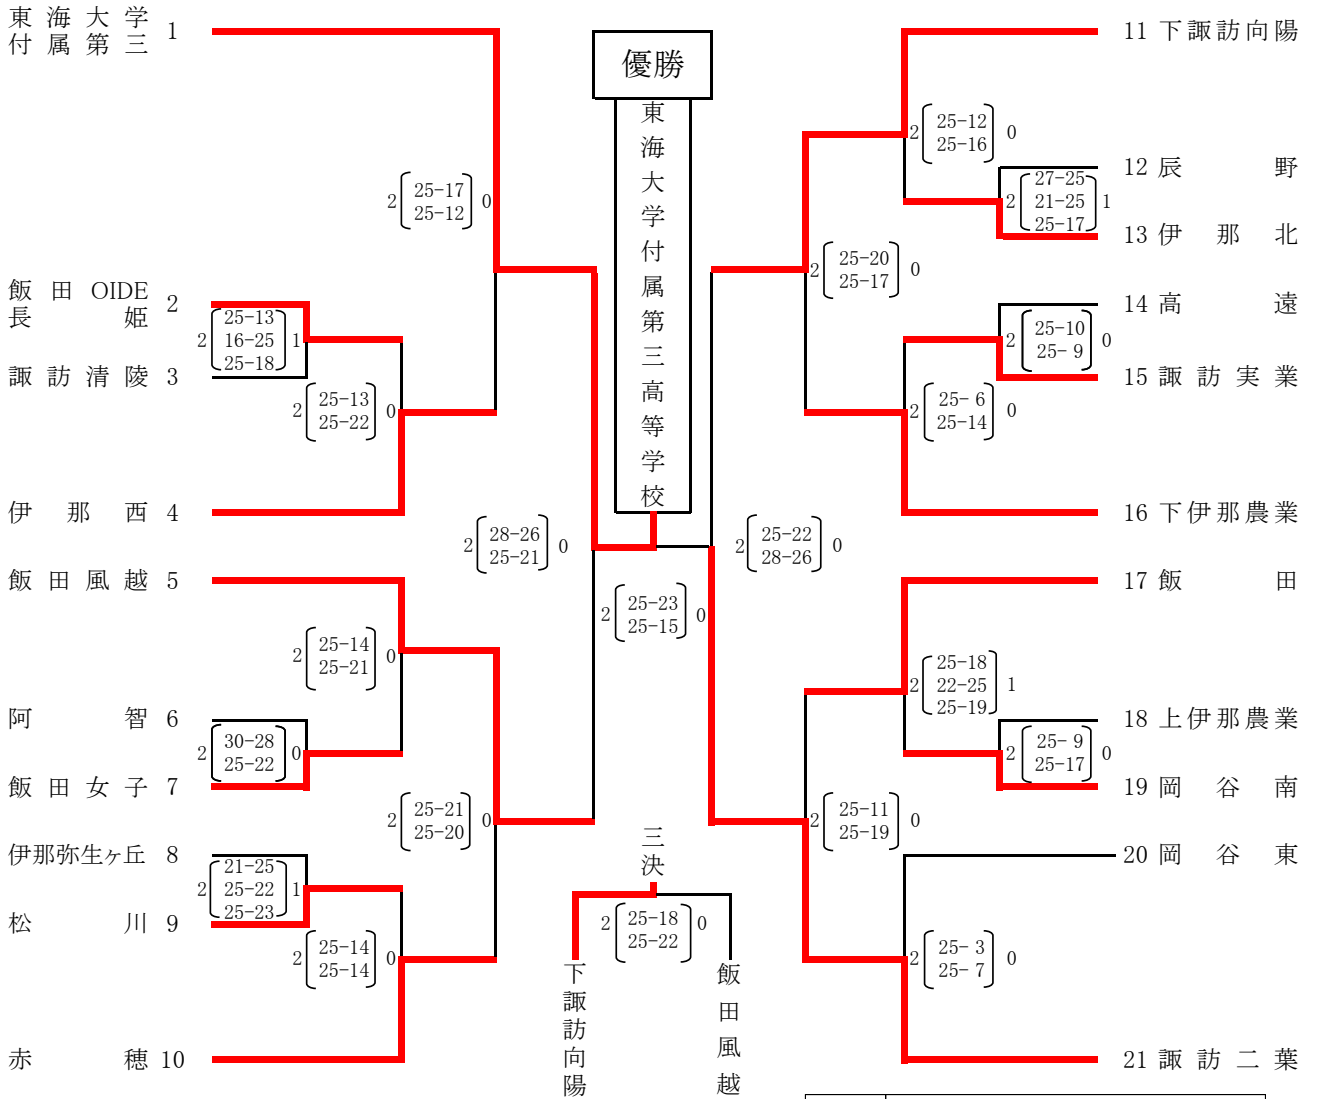 東海大学
付属第三 1
飯田OIDE
長姫 2
諏訪清陵 3
伊那西 4
飯田風越 5
阿智 6
飯田女子 7
伊那弥生ヶ丘 8
松川 9
赤穂 10
2 25-13 1
16-25
25-18
2 25-13 0
25-22
2 25-17 0
25-12
2 25-14 0
25-21
2 30-28 0
25-22
2 21-25 1
25-22
25-23
2 25-14 0
25-14
2 25-21 0
25-20
2 28-26 0
25-21
優勝
東海大学付属第三高等学校
2 25-23 0
25-15
三決
2 25-18 0
25-22
下諏訪向陽
飯田風越
2 25-22 0
28-26
2 25-12 0
25-16
2 27-25 1
21-25
25-17
2 25-20 0
25-17
2 25-10 0
25- 9
2 25- 6 0
25-14
2 25-18 1
22-25
25-19
2 25- 9 0
25-17
2 25-11 0
25-19
2 25- 3 0
25- 7
11 下諏訪向陽
12 辰野
13 伊那北
14 高遠
15 諏訪実業
16 下伊那農業
17 飯田
18 上伊那農業
19 岡谷南
20 岡谷東
21 諏訪二葉